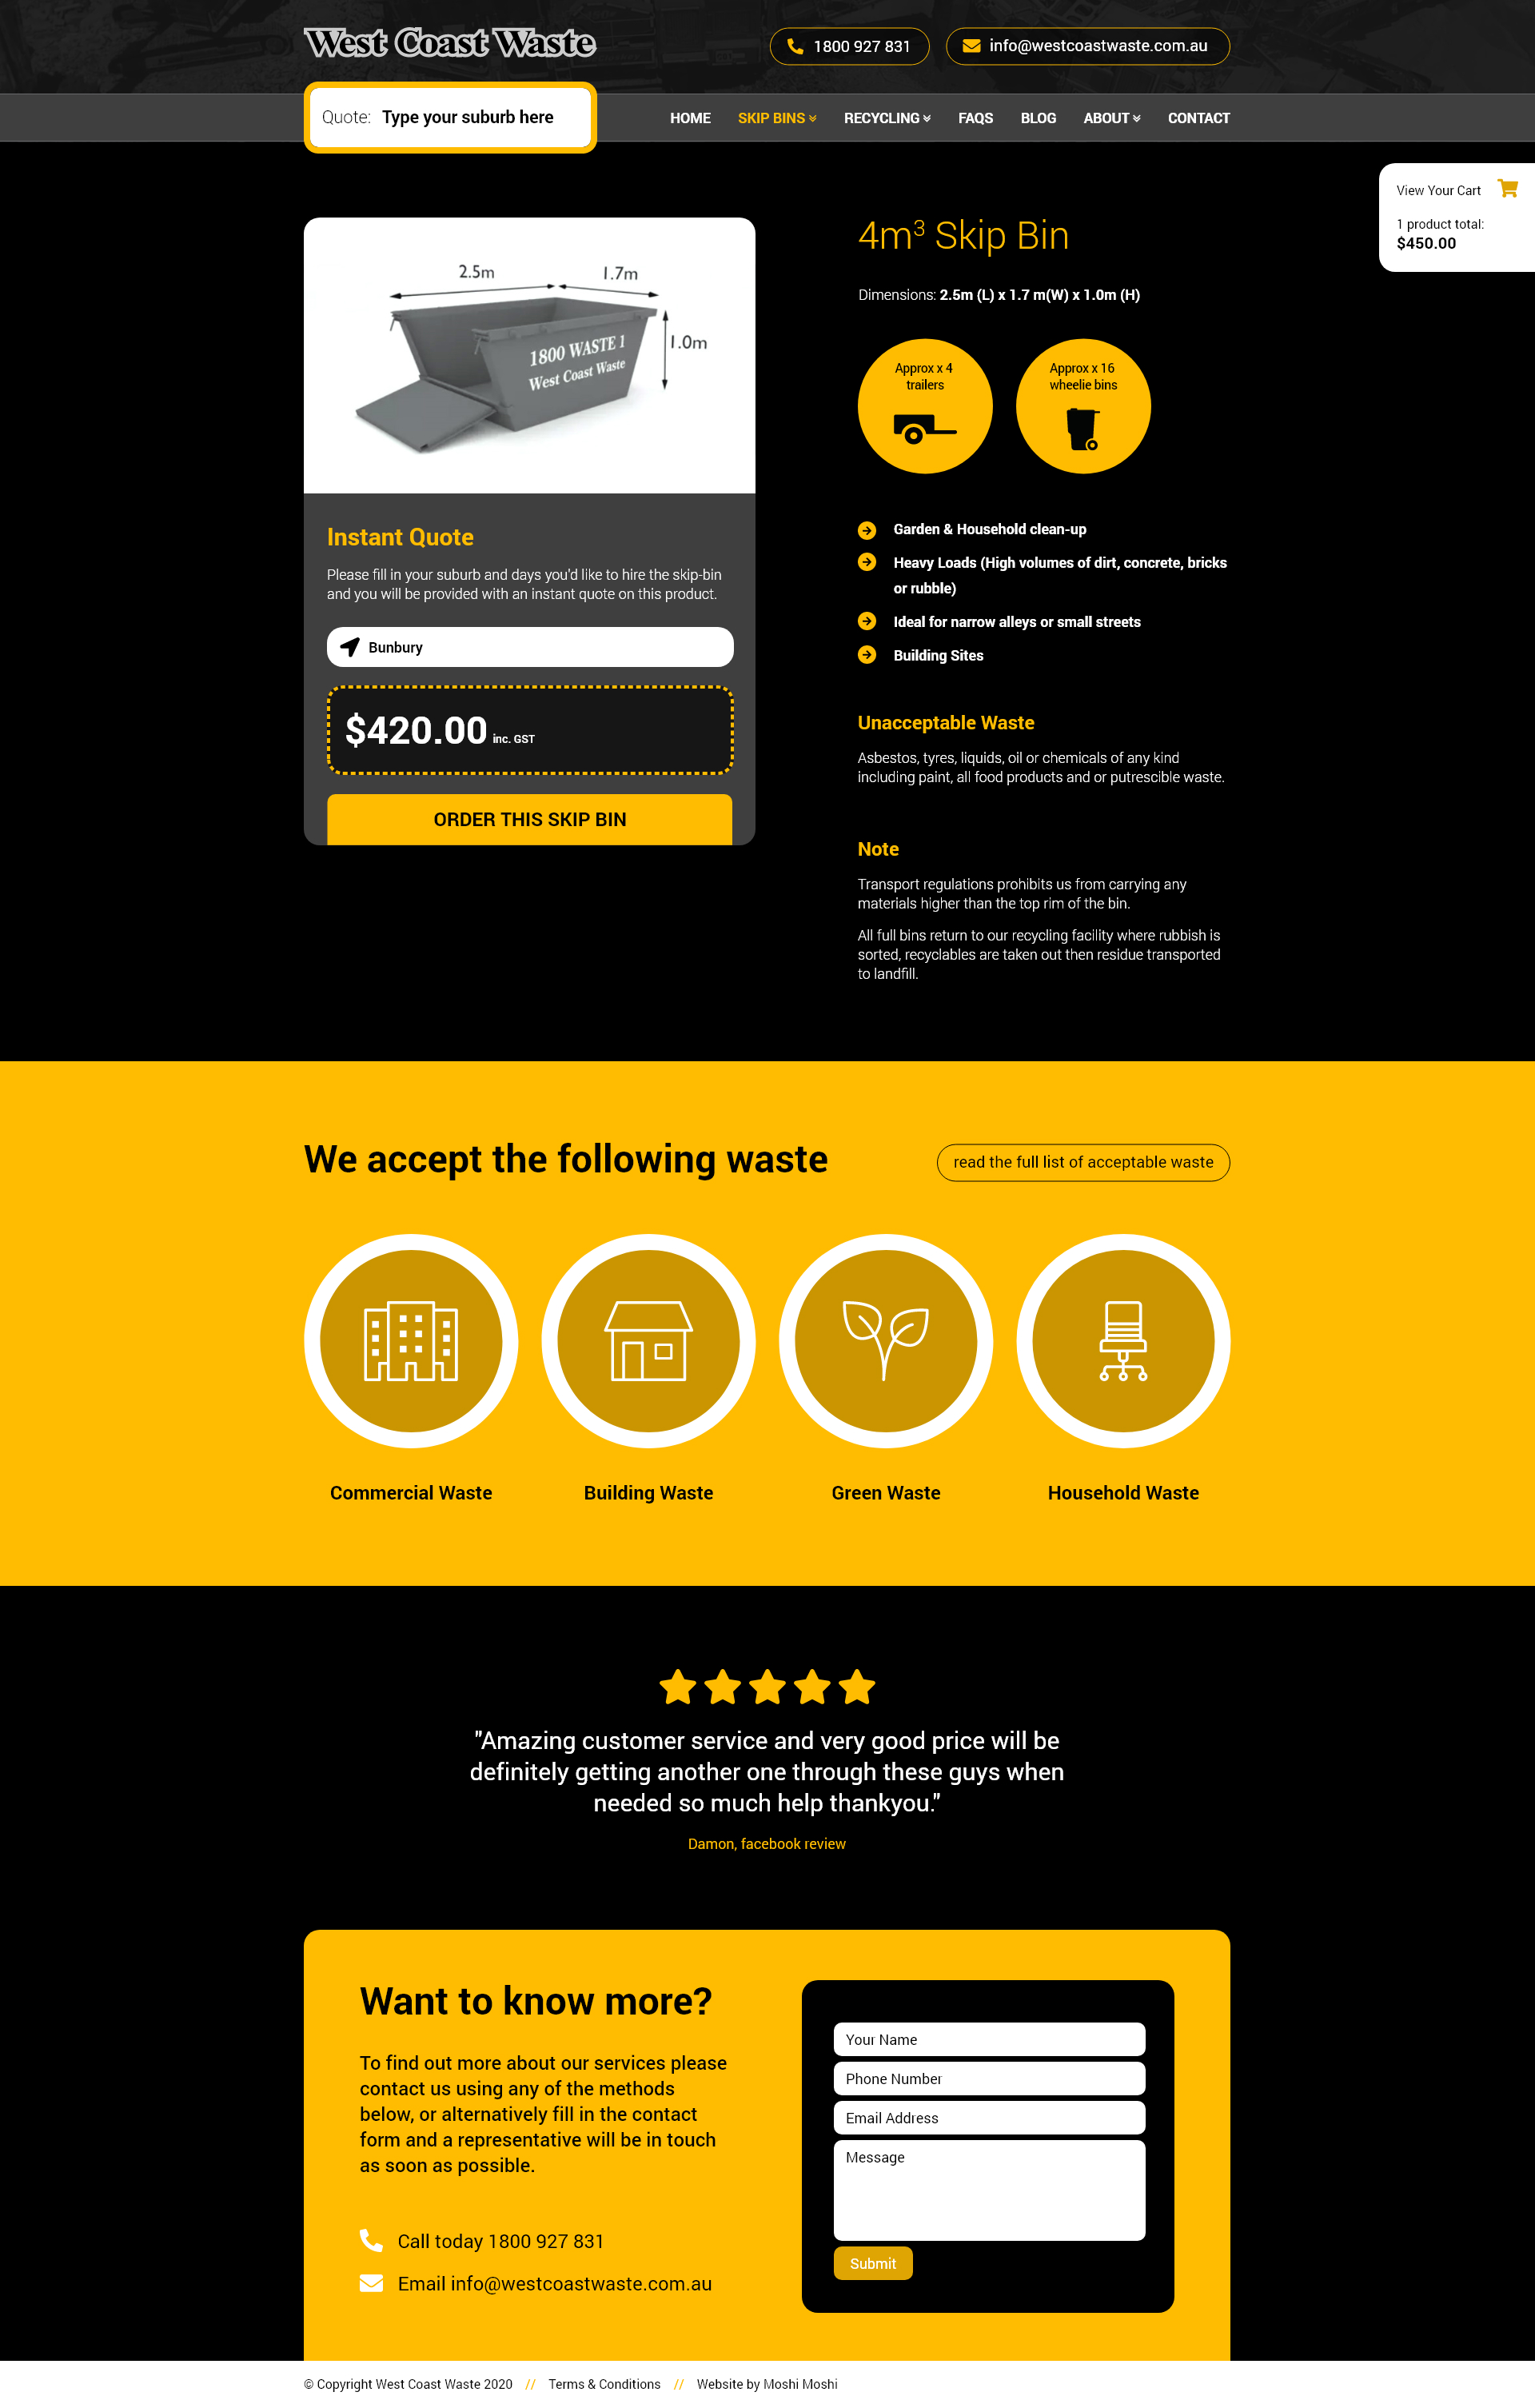 West Coast Waste
1800 927 831
info@westcoastwaste.com.au
Quote: Type your suburb here
HOME
SKIP BINS
RECYCLING
FAQS
BLOG
ABOUT
CONTACT
View Your Cart
1 product total:
$450.00
2.5m
1.7m
1.0m
1800 WASTE 1
West Coast Waste
Instant Quote
Please fill in your suburb and days you'd like to hire the skip-bin
and you will be provided with an instant quote on this product.
Bunbury
$420.00 inc. GST
ORDER THIS SKIP BIN
4m³ Skip Bin
Dimensions: 2.5m (L) x 1.7 m(W) x 1.0m (H)
Approx x 4
trailers
Approx x 16
wheelie bins
Garden & Household clean-up
Heavy Loads (High volumes of dirt, concrete, bricks
or rubble)
Ideal for narrow alleys or small streets
Building Sites
Unacceptable Waste
Asbestos, tyres, liquids, oil or chemicals of any kind
including paint, all food products and or putrescible waste.
Note
Transport regulations prohibits us from carrying any
materials higher than the top rim of the bin.
All full bins return to our recycling facility where rubbish is
sorted, recyclables are taken out then residue transported
to landfill.
We accept the following waste
read the full list of acceptable waste
Commercial Waste
Building Waste
Green Waste
Household Waste
"Amazing customer service and very good price will be
definitely getting another one through these guys when
needed so much help thankyou."
Damon, facebook review
Want to know more?
To find out more about our services please
contact us using any of the methods
below, or alternatively fill in the contact
form and a representative will be in touch
as soon as possible.
Call today 1800 927 831
Email info@westcoastwaste.com.au
Your Name
Phone Number
Email Address
Message
Submit
© Copyright West Coast Waste 2020 // Terms & Conditions // Website by Moshi Moshi